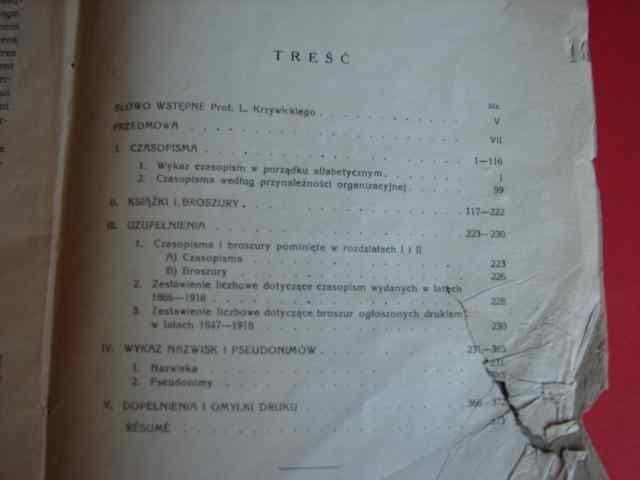 TREŚĆ
Str.
SŁOWO WSTĘPNE Prof. L. Krzywickiego . . . V
PRZEDMOWA . . . VII
I. CZASOPISMA . . . 1—116
1. Wykaz czasopism w porządku alfabetycznym . . . 1
2. Czasopisma według przynależności organizacyjnej . . . 99
II. KSIĄŻKI I BROSZURY . . . 117—222
III. UZUPEŁNIENIA . . . 223—230
1. Czasopisma i broszury pominięte w rozdziałach I i II
A) Czasopisma . . . 223
B) Broszury . . . 226
2. Zestawienie liczbowe dotyczące czasopism wydanych w latach
1866—1918 . . . 228
3. Zestawienie liczbowe dotyczące broszur ogłoszonych drukiem
w latach 1847—1918 . . . 230
IV. WYKAZ NAZWISK I PSEUDONIMÓW . . .
1. Nazwiska . . . 231
2. Pseudonimy . . .
V. DOPEŁNIENIA I OMYŁKI DRUKU . . .
RÉSUMÉ . . . 373